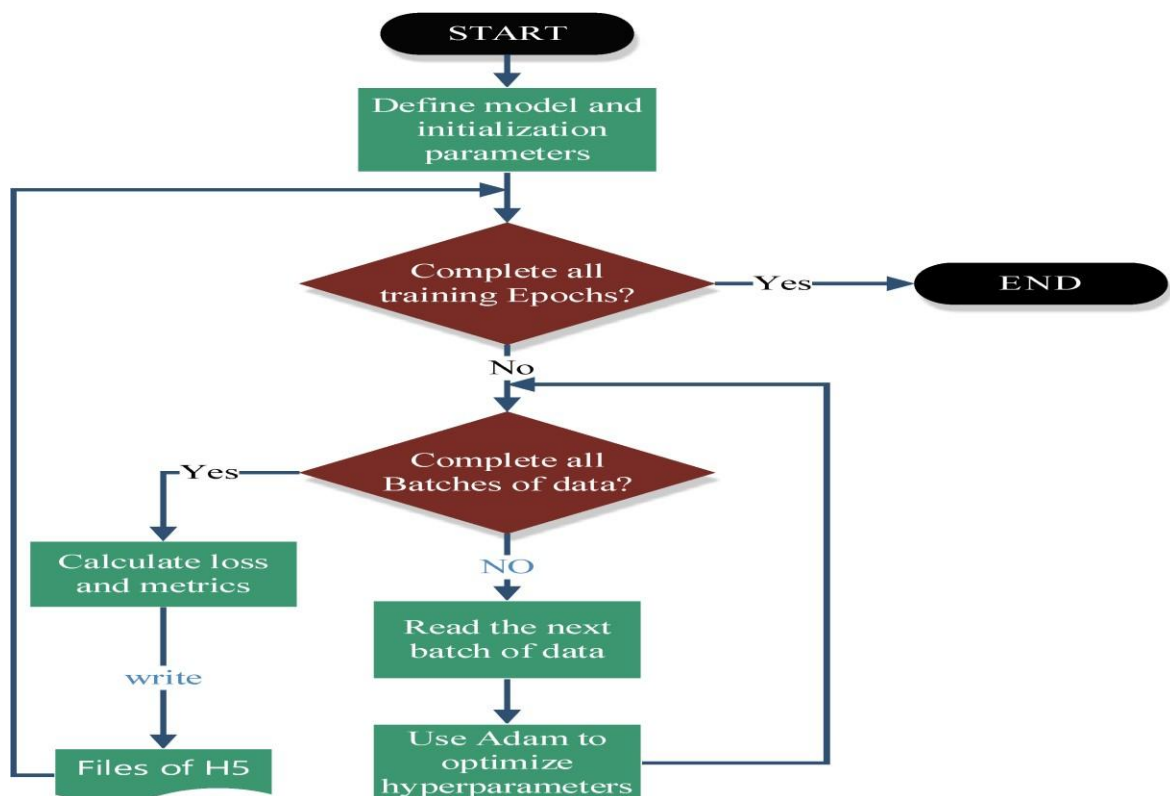 START
Define model and
initialization
parameters
Complete all
training Epochs?
Yes
END
No
Complete all
Batches of data?
Yes
NO
Calculate loss
and metrics
Read the next
batch of data
write
Use Adam to
optimize
hyperparameters
Files of H5